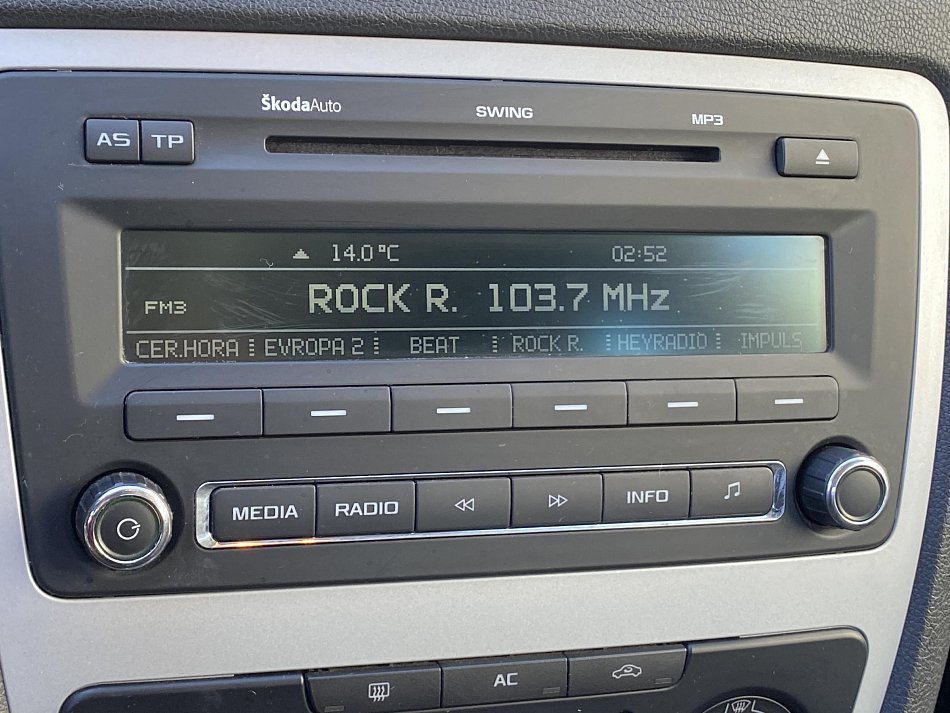 ŠkodaAuto SWING MP3
AS TP
14.0°C 02:52
FM3 ROCK R. 103.7 MHz
CER.HORA EVROPA 2 BEAT ROCK R. HEYRADIO IMPULS
MEDIA RADIO INFO
AC